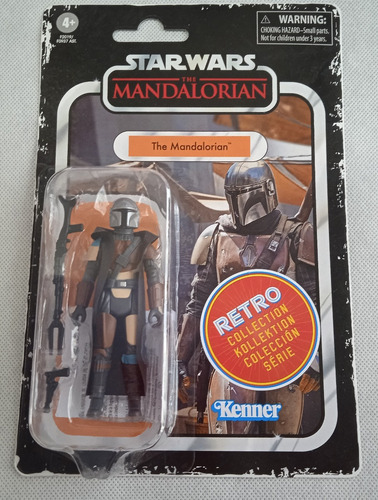 4+
WARNING:
CHOKING HAZARD—Small parts.
Not for children under 3 years.
STAR WARS
THE
MANDALORIAN
The Mandalorian™
RETRO
COLLECTION
KOLLEKTION
COLECCIÓN
SÉRIE
Kenner